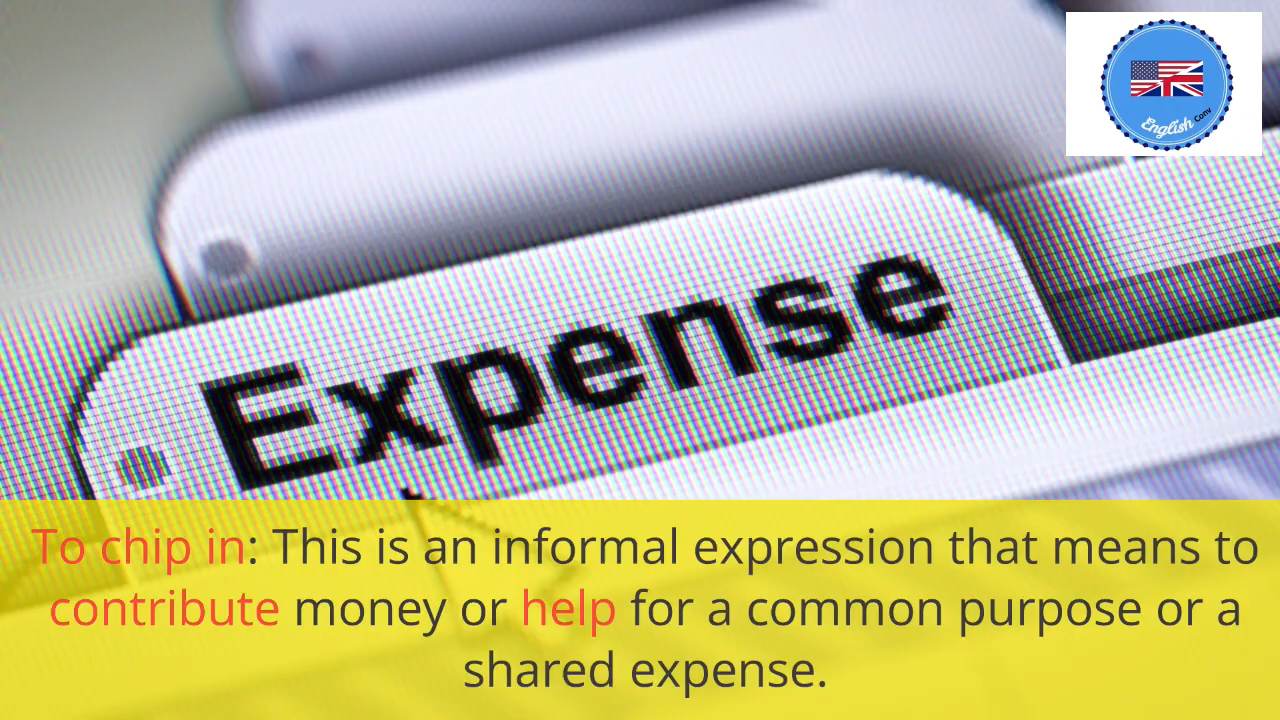 English Conv
Expense
To chip in: This is an informal expression that means to
contribute money or help for a common purpose or a
shared expense.